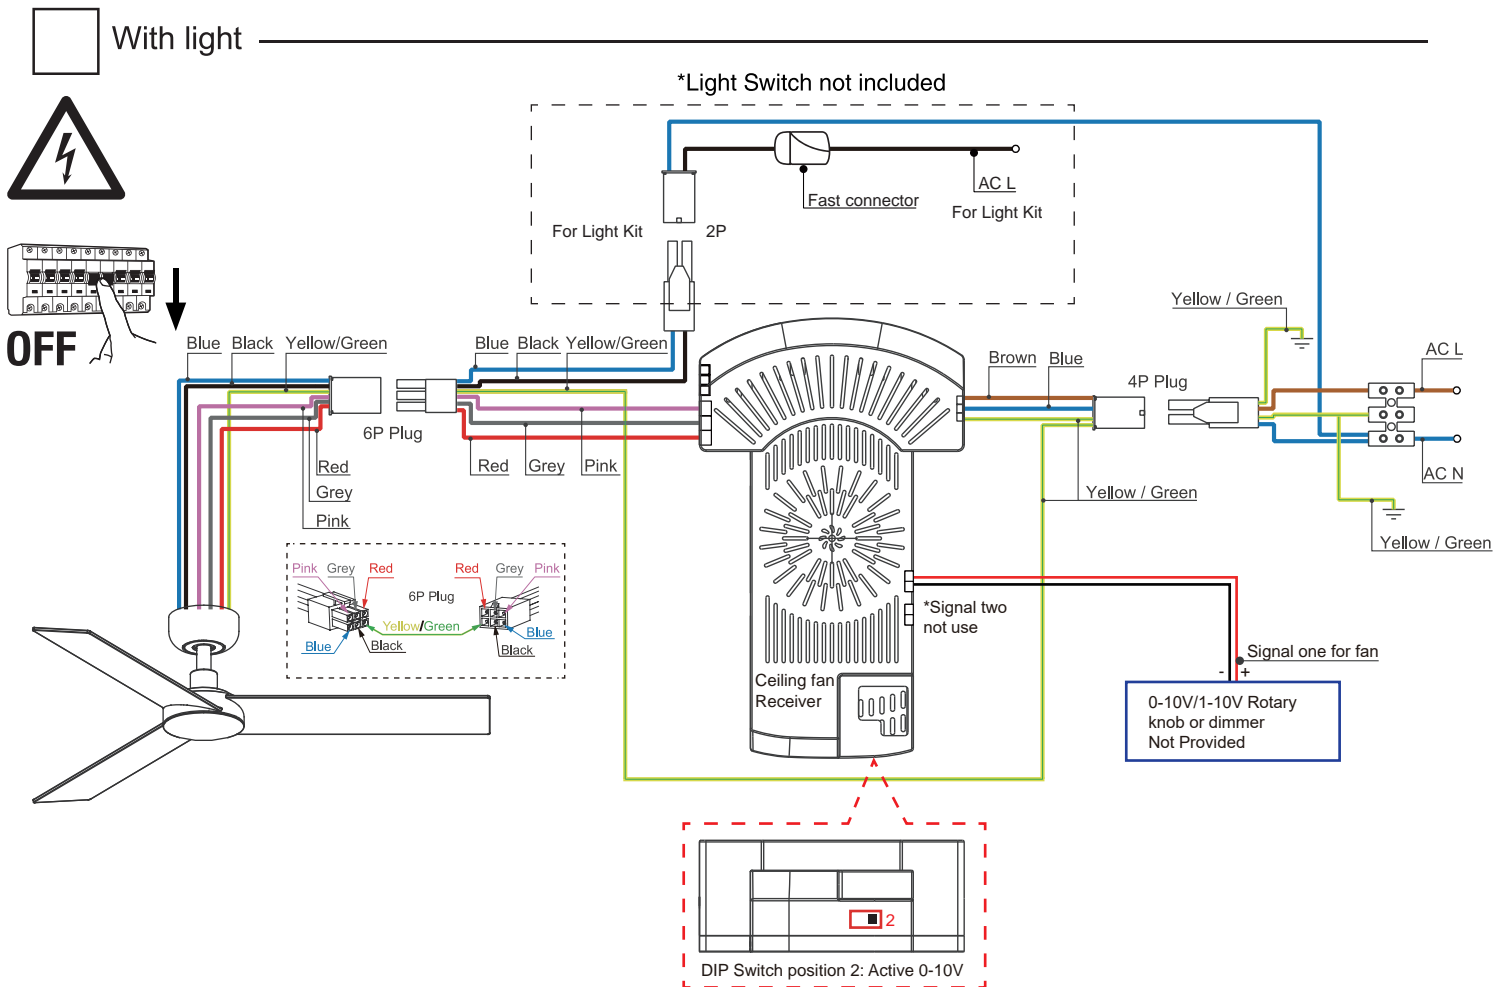 With light
*Light Switch not included
Fast connector
AC L
For Light Kit
For Light Kit
2P
OFF
Blue
Black
Yellow/Green
Blue
Black
Yellow/Green
6P Plug
Red
Grey
Pink
Red
Grey
Pink
Brown
Blue
4P Plug
Yellow / Green
AC L
AC N
Yellow / Green
Yellow / Green
Pink
Grey
Red
Red
Grey
Pink
6P Plug
Yellow/Green
Blue
Black
Blue
Black
*Signal two
not use
Ceiling fan
Receiver
Signal one for fan
- +
0-10V/1-10V Rotary
knob or dimmer
Not Provided
2
DIP Switch position 2: Active 0-10V